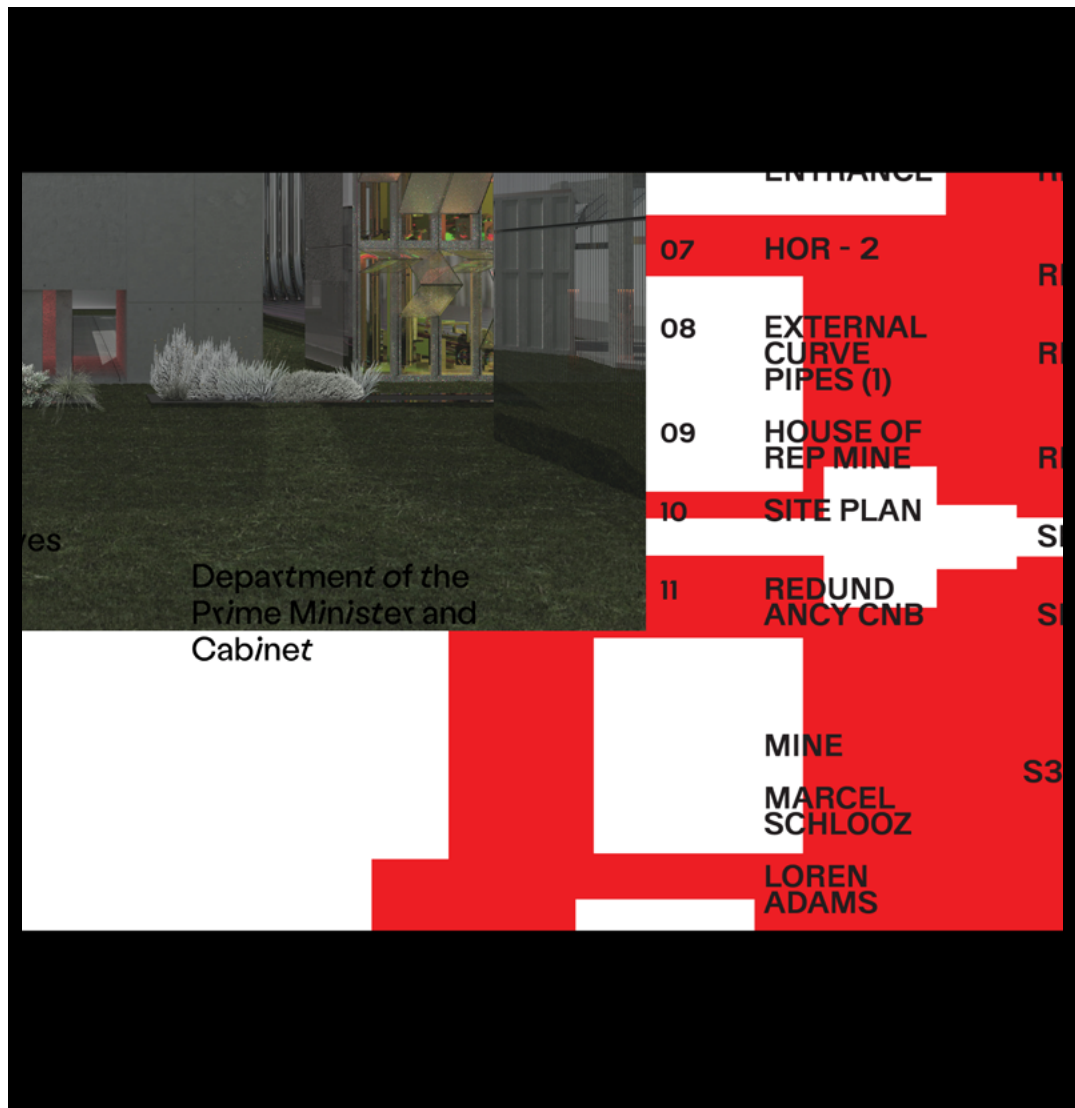 ENTRANCE
07 HOR - 2
08 EXTERNAL
CURVE
PIPES (1)
09 HOUSE OF
REP MINE
10 SITE PLAN
11 REDUND
ANCY CNB
Department of the
Prime Minister and
Cabinet
MINE
S3
MARCEL
SCHLOOZ
LOREN
ADAMS